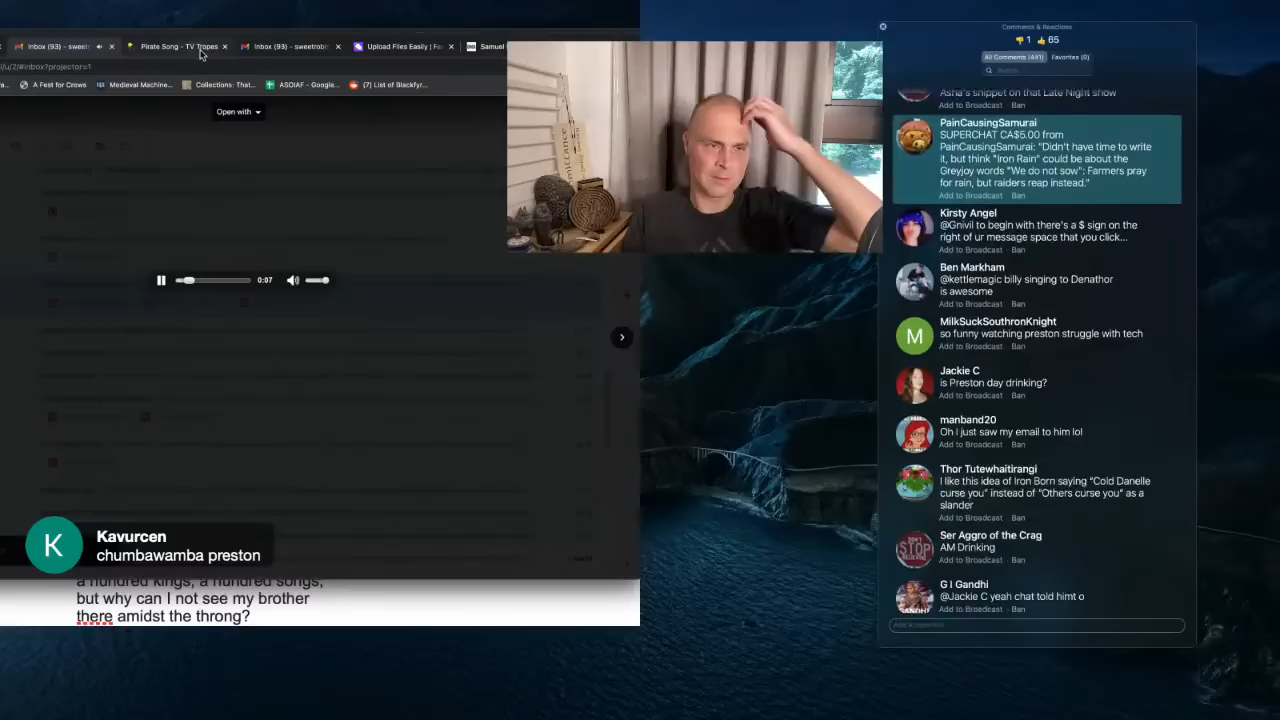 Inbox (93) - sweetr
Pirate Song - TV Tropes
Inbox (93) - sweetrobi
Upload Files Easily | Fa
Samuel
l/u/2/#inbox?projector=1
A Feast for Crows
Medieval Machine...
Collections: That...
ASOIAF - Google...
(7) List of Blackfyr...
Open with
0:07
Kavurcen
chumbawamba preston
a hundred kings, a hundred songs,
but why can I not see my brother
there amidst the throng?
Comments & Reactions
👎 1 👍 65
All Comments (441)
Favorites (0)
Search
Asha's snippet on that Late Night show
Add to Broadcast Ban
PainCausingSamurai
SUPERCHAT CA$5.00 from
PainCausingSamurai: "Didn't have time to write
it, but think "Iron Rain" could be about the
Greyjoy words "We do not sow": Farmers pray
for rain, but raiders reap instead."
Add to Broadcast Ban
Kirsty Angel
@Gnivil to begin with there's a $ sign on the
right of ur message space that you click...
Add to Broadcast Ban
Ben Markham
@kettlemagic billy singing to Denathor
is awesome
Add to Broadcast Ban
M
MilkSuckSouthronKnight
so funny watching preston struggle with tech
Add to Broadcast Ban
Jackie C
is Preston day drinking?
Add to Broadcast Ban
manband20
Oh I just saw my email to him lol
Add to Broadcast Ban
Thor Tutewhaitirangi
I like this idea of Iron Born saying "Cold Danelle
curse you" instead of "Others curse you" as a
slander
Add to Broadcast Ban
Ser Aggro of the Crag
AM Drinking
Add to Broadcast Ban
G I Gandhi
@Jackie C yeah chat told himt o
Add to Broadcast Ban
Add a comment
K